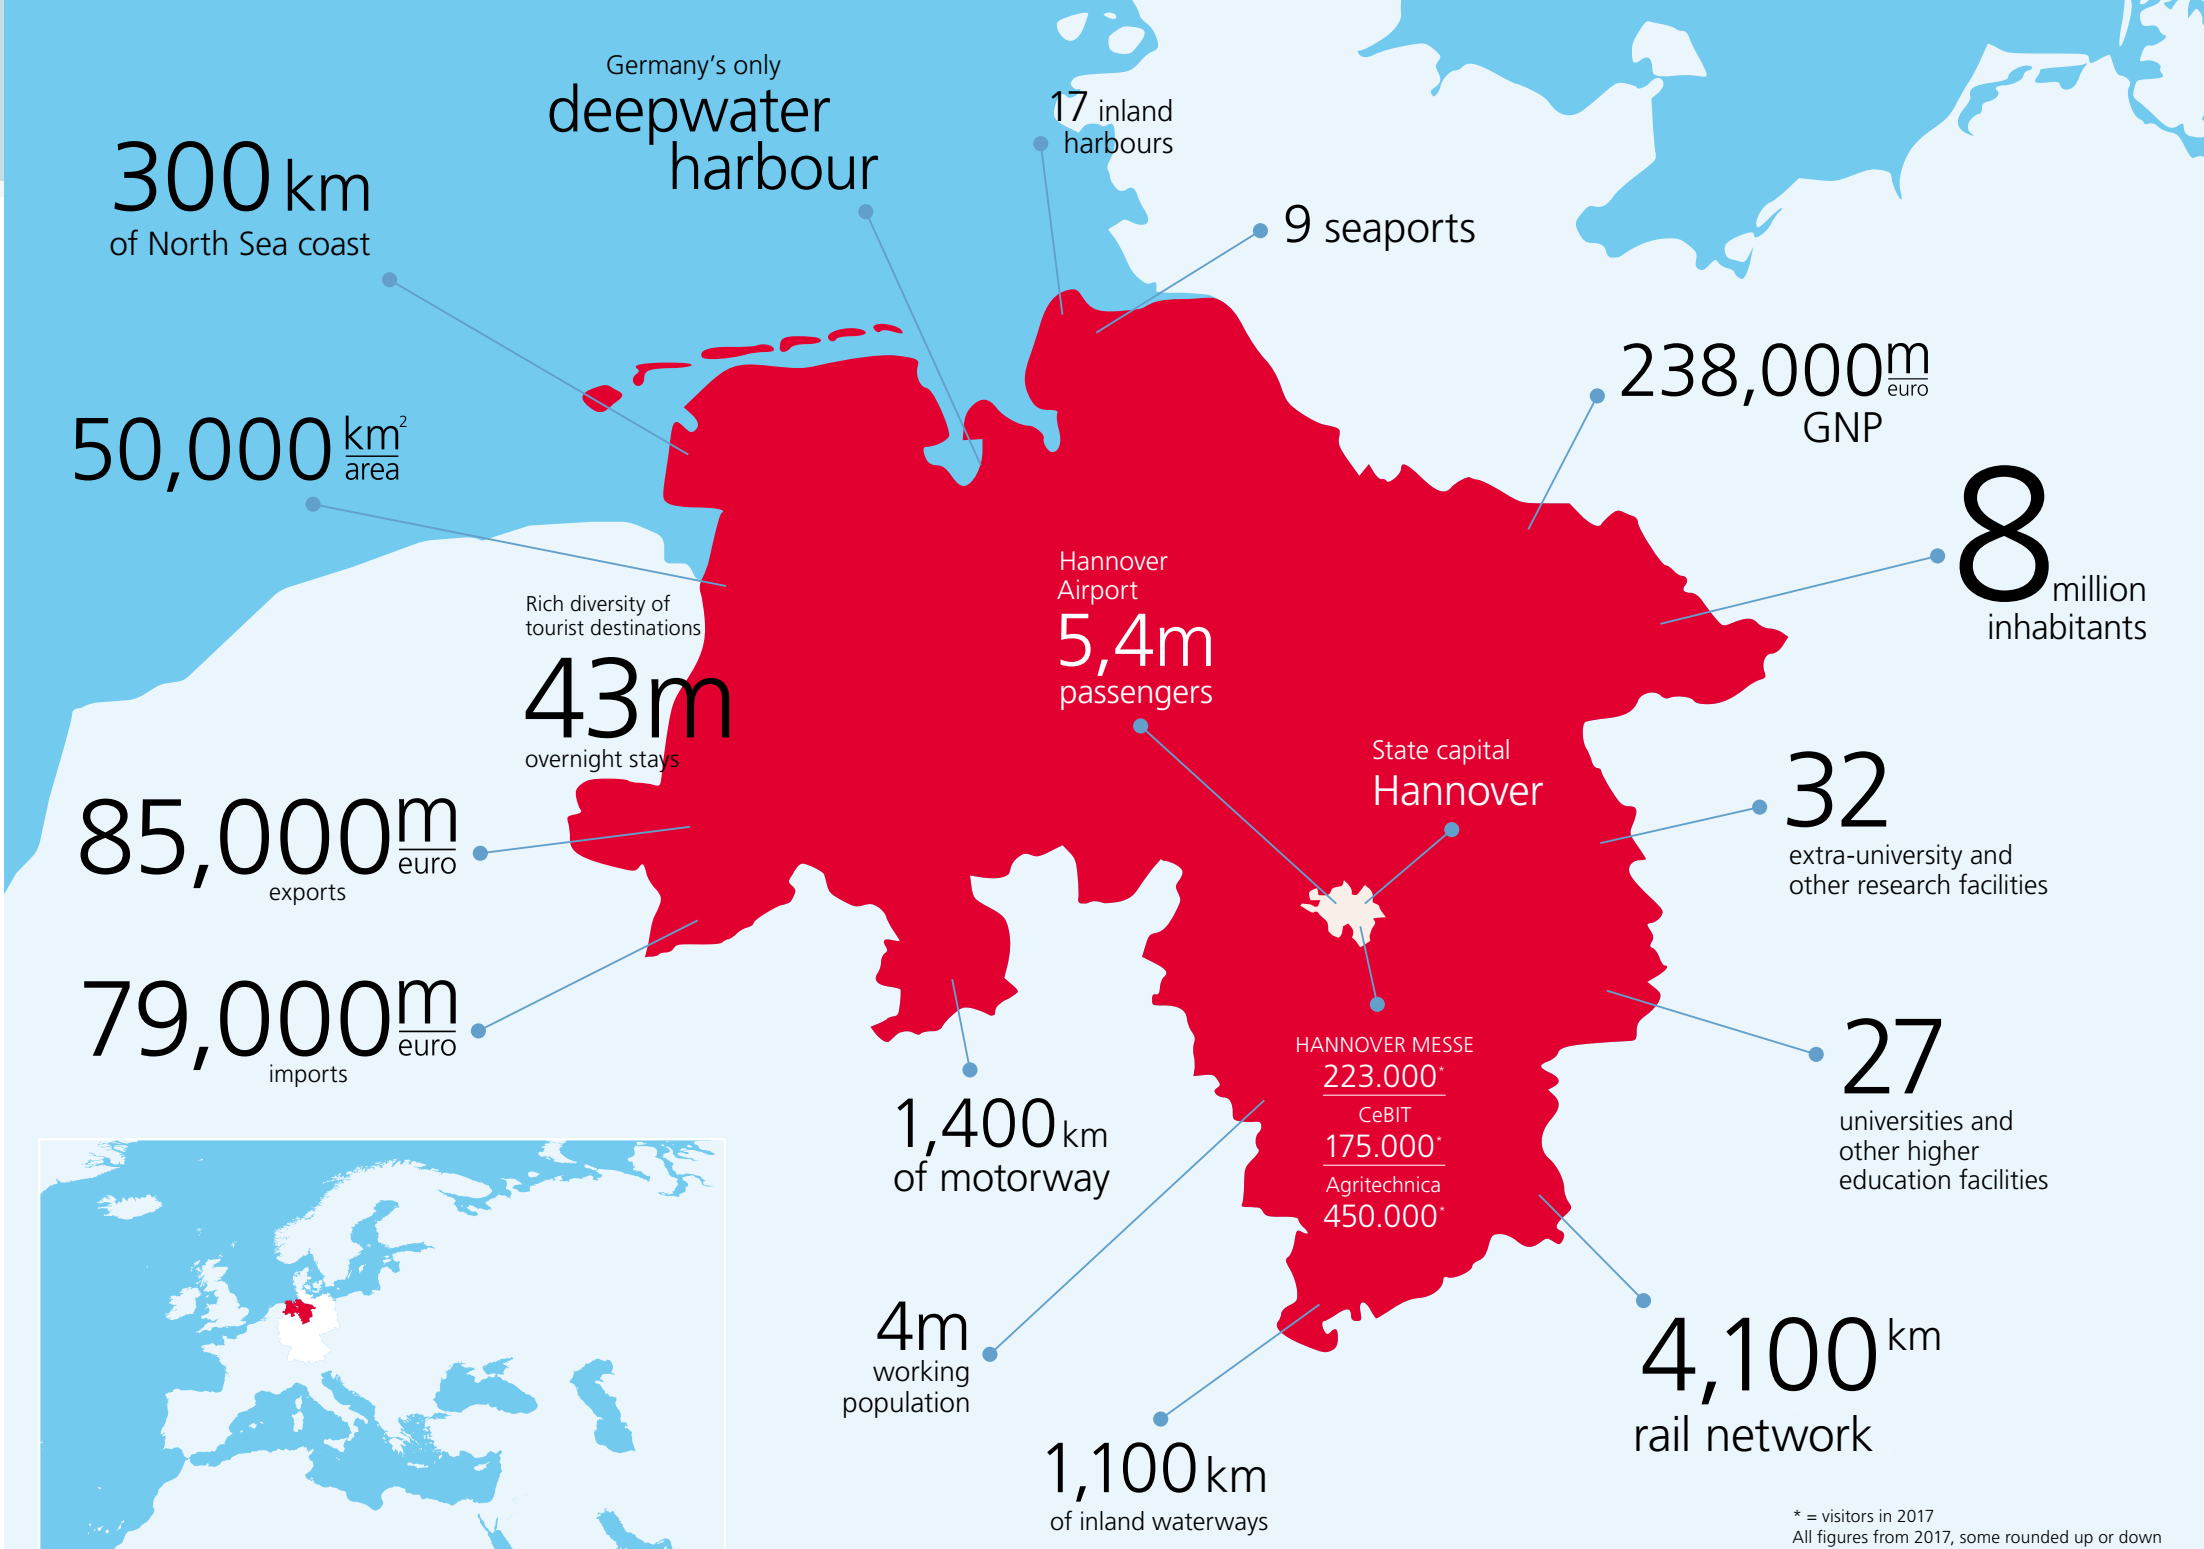 Germany's only
deepwater
harbour
17 inland
harbours
300 km
of North Sea coast
9 seaports
238,000 m
euro
GNP
50,000 km²
area
8 million
inhabitants
Hannover
Airport
5,4m
passengers
Rich diversity of
tourist destinations
43m
overnight stays
State capital
Hannover
32
extra-university and
other research facilities
85,000 m
euro
exports
79,000 m
euro
imports
27
universities and
other higher
education facilities
HANNOVER MESSE
223.000*
CeBIT
175.000*
Agritechnica
450.000*
1,400 km
of motorway
4m
working
population
4,100 km
rail network
1,100 km
of inland waterways
* = visitors in 2017
All figures from 2017, some rounded up or down